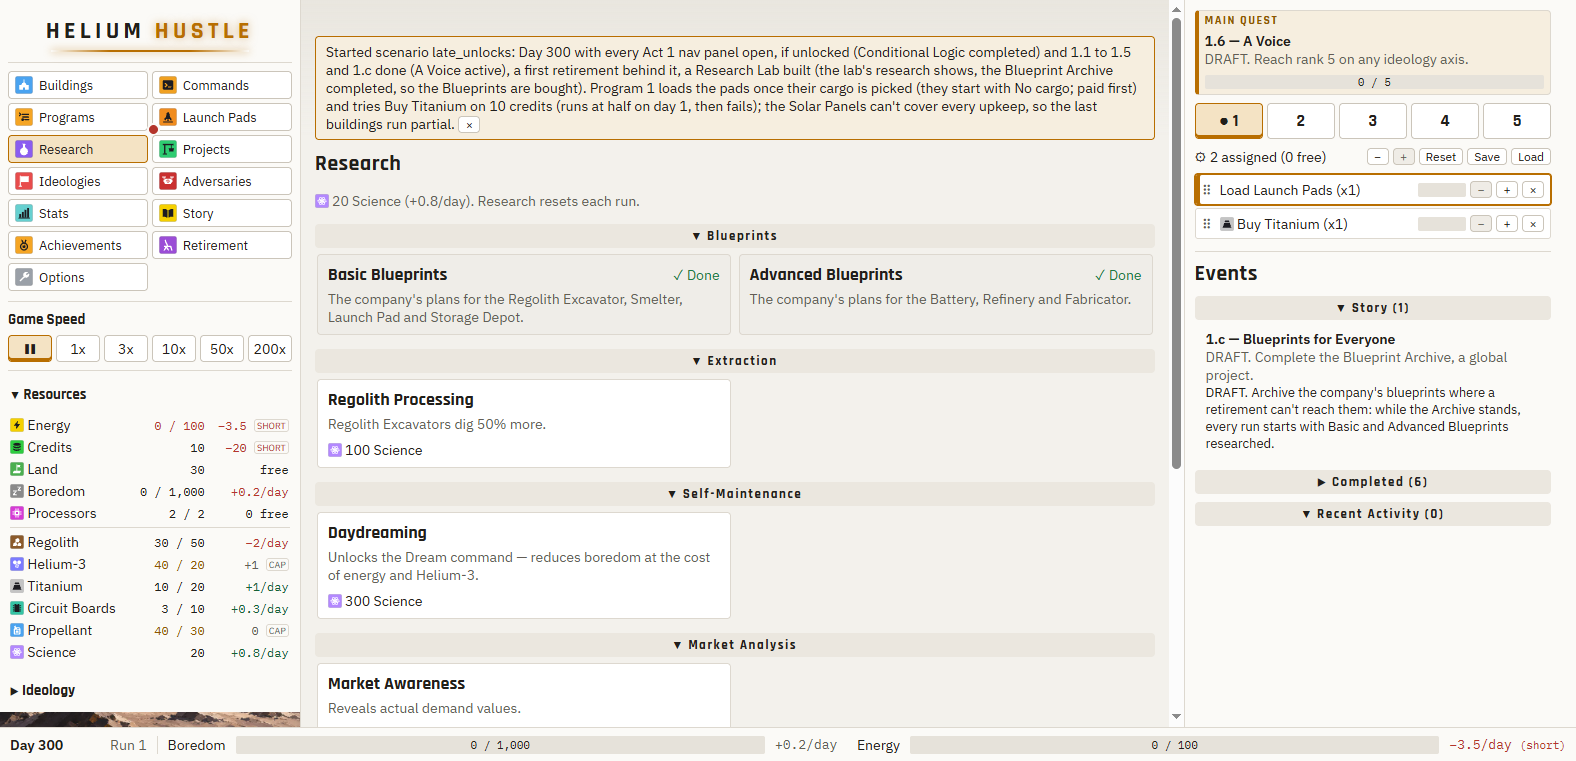 HELIUM HUSTLE
Buildings
Commands
Programs
Launch Pads
Research
Projects
Ideologies
Adversaries
Stats
Story
Achievements
Retirement
Options
Game Speed
1x 3x 10x 50x 200x
▼ Resources
Energy 0 / 100 −3.5 SHORT
Credits 10 −20 SHORT
Land 30 free
Boredom 0 / 1,000 +0.2/day
Processors 2 / 2 0 free
Regolith 30 / 50 −2/day
Helium-3 40 / 20 +1 CAP
Titanium 10 / 20 +1/day
Circuit Boards 3 / 10 +0.3/day
Propellant 40 / 30 0 CAP
Science 20 +0.8/day
▶ Ideology
Started scenario late_unlocks: Day 300 with every Act 1 nav panel open, if unlocked (Conditional Logic completed) and 1.1 to 1.5
and 1.c done (A Voice active), a first retirement behind it, a Research Lab built (the lab's research shows, the Blueprint Archive
completed, so the Blueprints are bought). Program 1 loads the pads once their cargo is picked (they start with No cargo; paid first)
and tries Buy Titanium on 10 credits (runs at half on day 1, then fails); the Solar Panels can't cover every upkeep, so the last
buildings run partial. ×
Research
20 Science (+0.8/day). Research resets each run.
▼ Blueprints
Basic Blueprints ✓ Done
The company's plans for the Regolith Excavator, Smelter,
Launch Pad and Storage Depot.
Advanced Blueprints ✓ Done
The company's plans for the Battery, Refinery and Fabricator.
▼ Extraction
Regolith Processing
Regolith Excavators dig 50% more.
100 Science
▼ Self-Maintenance
Daydreaming
Unlocks the Dream command — reduces boredom at the cost
of energy and Helium-3.
300 Science
▼ Market Analysis
Market Awareness
Reveals actual demand values.
MAIN QUEST
1.6 — A Voice
DRAFT. Reach rank 5 on any ideology axis.
0 / 5
● 1 2 3 4 5
⚙ 2 assigned (0 free) − + Reset Save Load
⠿ Load Launch Pads (x1) − + ×
⠿ Buy Titanium (x1) − + ×
Events
▼ Story (1)
1.c — Blueprints for Everyone
DRAFT. Complete the Blueprint Archive, a global
project.
DRAFT. Archive the company's blueprints where a
retirement can't reach them: while the Archive stands,
every run starts with Basic and Advanced Blueprints
researched.
▶ Completed (6)
▼ Recent Activity (0)
Day 300 Run 1 Boredom 0 / 1,000 +0.2/day Energy 0 / 100 −3.5/day (short)